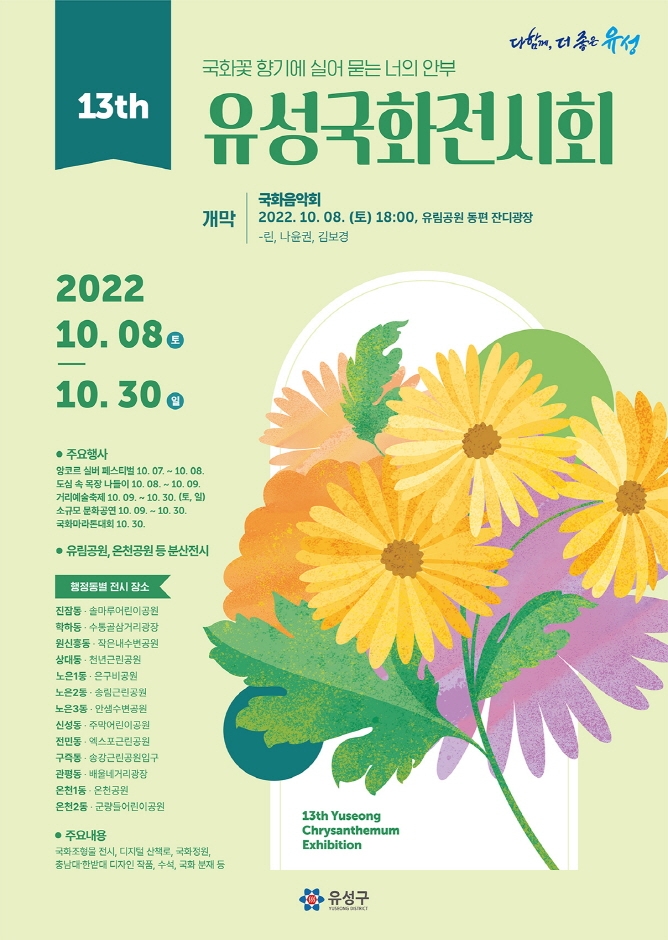 다함께, 더 좋은 유성
13th
국화꽃 향기에 실어 묻는 너의 안부
유성국화전시회
개막
국화음악회
2022. 10. 08. (토) 18:00, 유림공원 동편 잔디광장
-린, 나윤권, 김보경
2022
10. 08 토
10. 30 일
● 주요행사
앙코르 실버 페스티벌 10. 07. ~ 10. 08.
도심 속 목장 나들이 10. 08. ~ 10. 09.
거리예술축제 10. 09. ~ 10. 30. (토, 일)
소규모 문화공연 10. 09. ~ 10. 30.
국화마라톤대회 10. 30.
● 유림공원, 온천공원 등 분산전시
행정동별 전시 장소
진잠동 · 솔마루어린이공원
학하동 · 수통골삼거리광장
원신흥동 · 작은내수변공원
상대동 · 천년근린공원
노은1동 · 은구비공원
노은2동 · 송림근린공원
노은3동 · 안샘수변공원
신성동 · 주막어린이공원
전민동 · 엑스포근린공원
구즉동 · 송강근린공원입구
관평동 · 배울네거리광장
온천1동 · 온천공원
온천2동 · 군량들어린이공원
● 주요내용
국화조형물 전시, 디지털 산책로, 국화정원,
충남대·한밭대 디자인 작품, 수석, 국화 분재 등
13th Yuseong
Chrysanthemum
Exhibition
유성구
YUSEONG DISTRICT